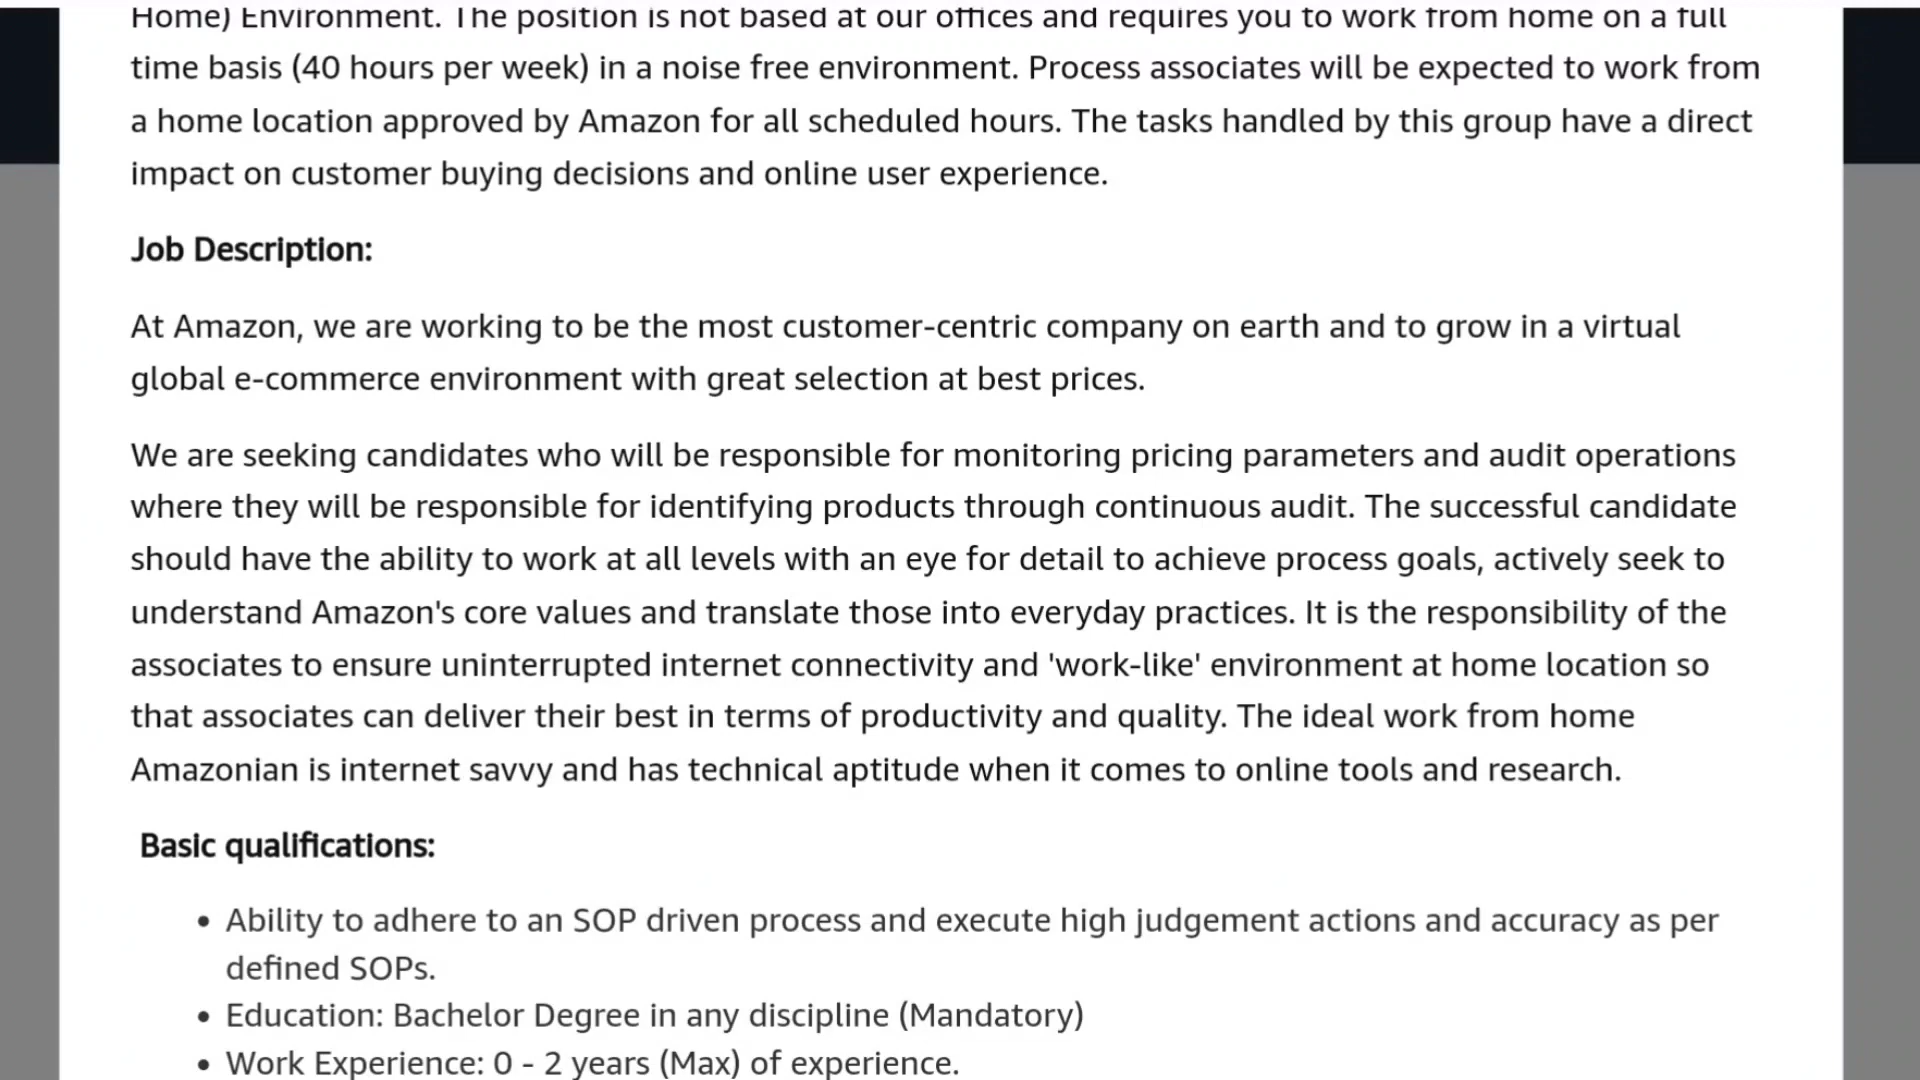 Home) Environment. The position is not based at our offices and requires you to work from home on a full
time basis (40 hours per week) in a noise free environment. Process associates will be expected to work from
a home location approved by Amazon for all scheduled hours. The tasks handled by this group have a direct
impact on customer buying decisions and online user experience.
Job Description:
At Amazon, we are working to be the most customer-centric company on earth and to grow in a virtual
global e-commerce environment with great selection at best prices.
We are seeking candidates who will be responsible for monitoring pricing parameters and audit operations
where they will be responsible for identifying products through continuous audit. The successful candidate
should have the ability to work at all levels with an eye for detail to achieve process goals, actively seek to
understand Amazon's core values and translate those into everyday practices. It is the responsibility of the
associates to ensure uninterrupted internet connectivity and 'work-like' environment at home location so
that associates can deliver their best in terms of productivity and quality. The ideal work from home
Amazonian is internet savvy and has technical aptitude when it comes to online tools and research.
Basic qualifications:
• Ability to adhere to an SOP driven process and execute high judgement actions and accuracy as per
defined SOPs.
• Education: Bachelor Degree in any discipline (Mandatory)
• Work Experience: 0 - 2 years (Max) of experience.